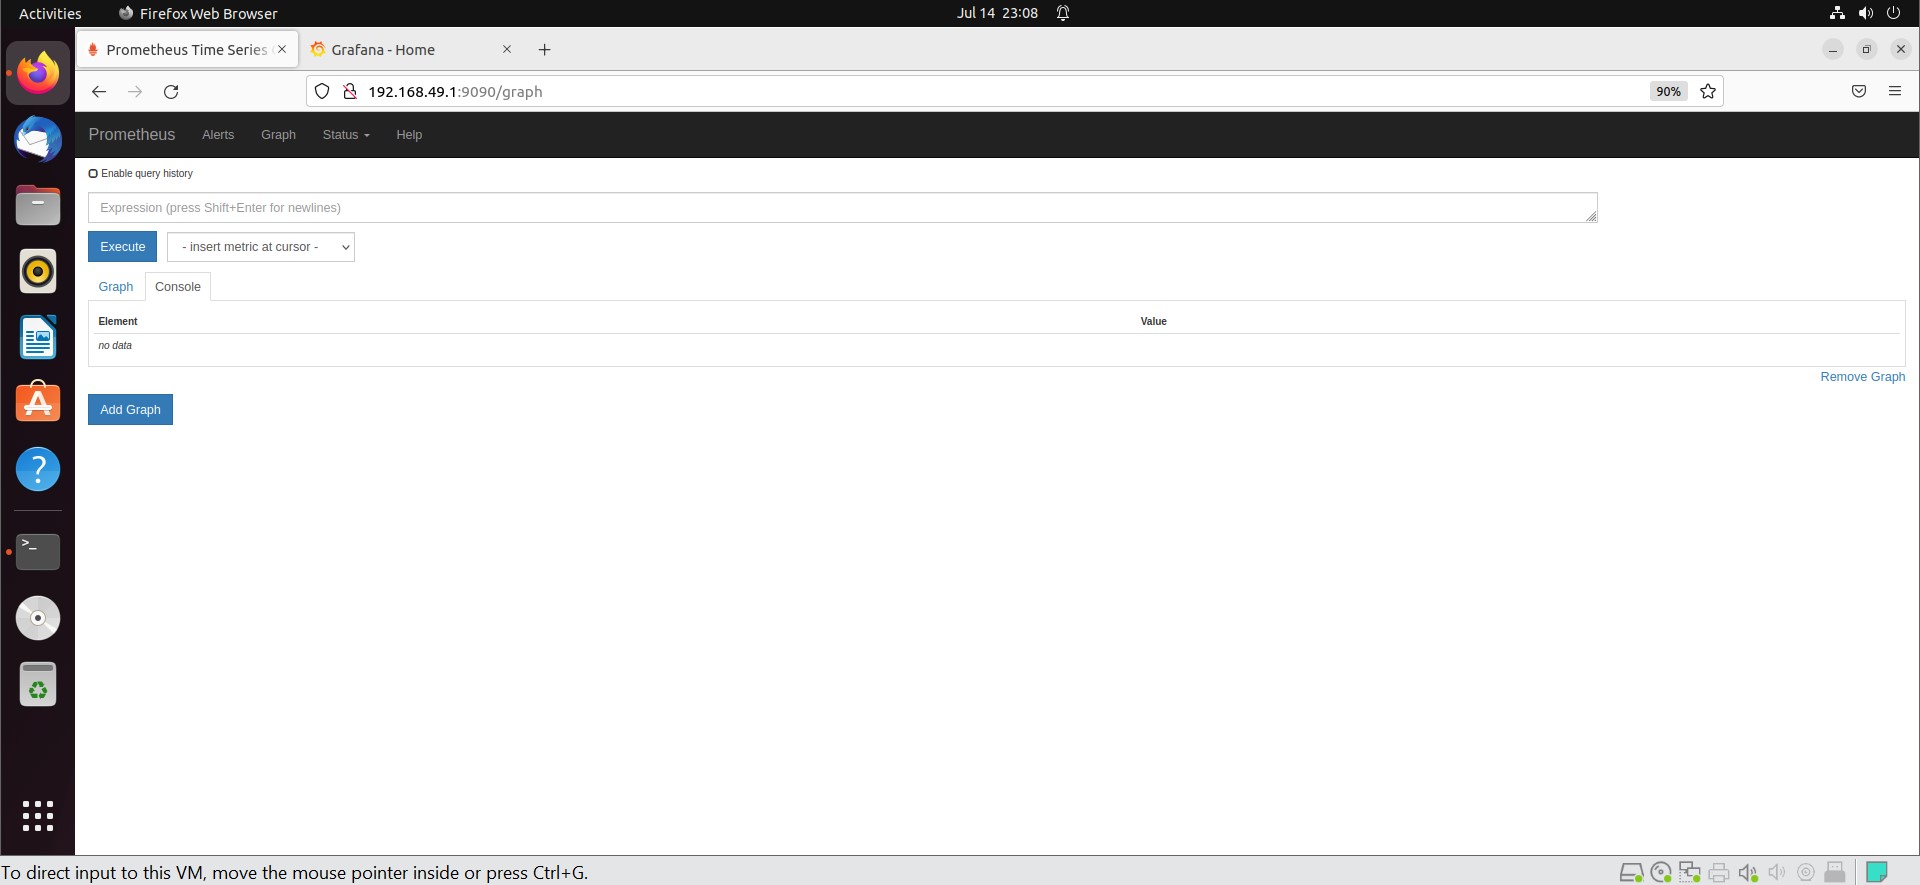 Activities Firefox Web Browser Jul 14 23:08
Prometheus Time Series Grafana - Home
192.168.49.1:9090/graph 90%
Prometheus Alerts Graph Status Help
Enable query history
Expression (press Shift+Enter for newlines)
Execute - insert metric at cursor -
Graph Console
Element Value
no data
Remove Graph
Add Graph
To direct input to this VM, move the mouse pointer inside or press Ctrl+G.